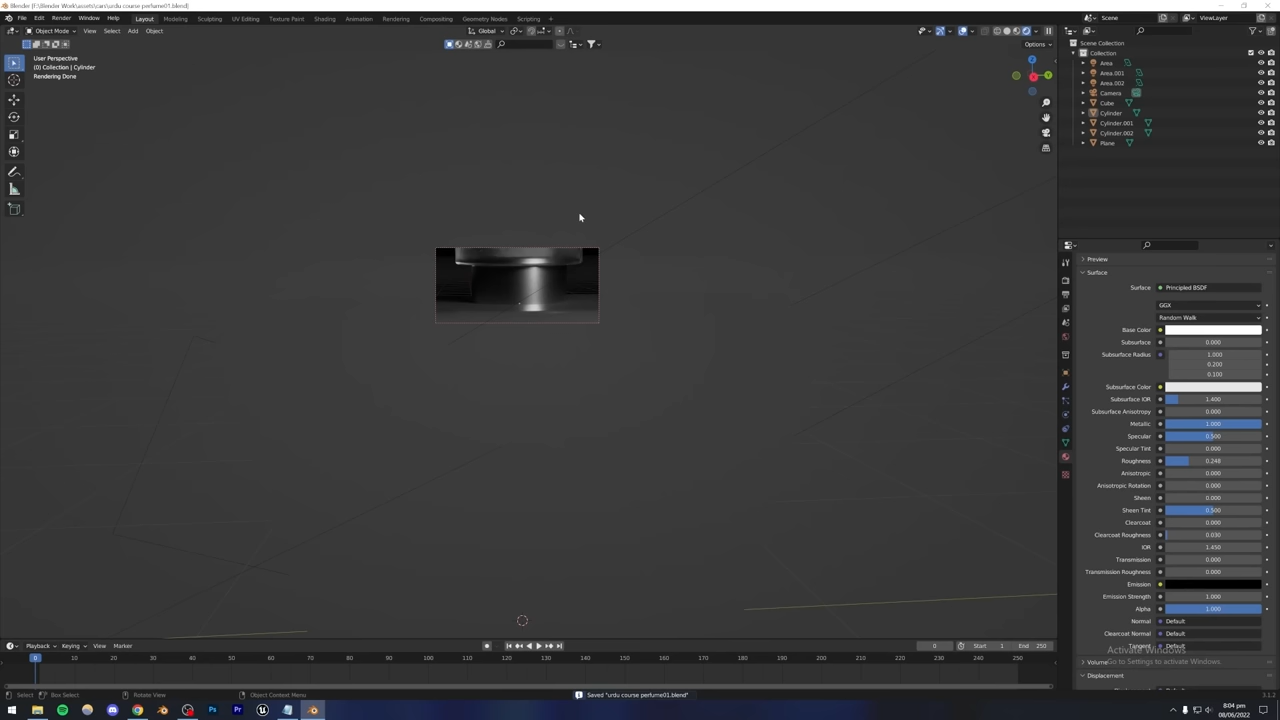 Blender [F:\Blender Work\assets\cars\urdu course perfume01.blend]
File Edit Render Window Help Layout Modeling Sculpting UV Editing Texture Paint Shading Animation Rendering Compositing Geometry Nodes Scripting + Scene ViewLayer
Object Mode View Select Add Object Global
Options
User Perspective
(0) Collection | Cylinder
Rendering Done
Z
Y
Scene Collection
Collection
Area
Area.001
Area.002
Camera
Cube
Cylinder
Cylinder.001
Cylinder.002
Plane
Preview
Surface
Surface Principled BSDF
GGX
Random Walk
Base Color
Subsurface 0.000
Subsurface Radius 1.000
0.200
0.100
Subsurface Color
Subsurface IOR 1.400
Subsurface Anisotropy 0.000
Metallic 1.000
Specular 0.500
Specular Tint 0.000
Roughness 0.248
Anisotropic 0.000
Anisotropic Rotation 0.000
Sheen 0.000
Sheen Tint 0.500
Clearcoat 0.000
Clearcoat Roughness 0.030
IOR 1.450
Transmission 0.000
Transmission Roughness 0.000
Emission
Emission Strength 1.000
Alpha 1.000
Normal Default
Clearcoat Normal Default
Tangent Default
Activate Windows
Go to Settings to activate Windows.
Volume
Displacement
Playback Keying View Marker 0 Start 1 End 250
0 10 20 30 40 50 60 70 80 90 100 110 120 130 140 150 160 170 180 190 200 210 220 230 240 250
Select Box Select Rotate View Object Context Menu Saved "urdu course perfume01.blend" 3.1.2
8:04 pm
08/06/2022